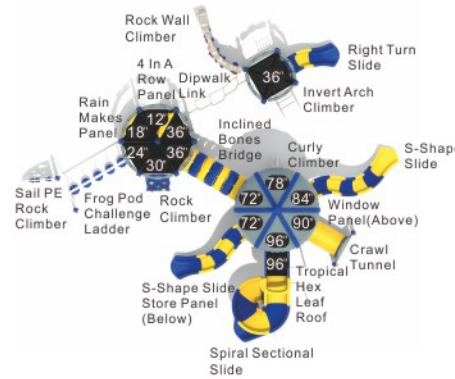 Rock Wall
Climber
Right Turn
Slide
4 In A
Row
Panel
Dipwalk
Link
36"
Invert Arch
Climber
Rain
Makes
Panel
12"
18"
36"
24"
36"
30"
Inclined
Bones
Bridge
Curly
Climber
S-Shape
Slide
Sail PE
Rock
Climber
Frog Pod
Challenge
Ladder
Rock
Climber
78"
72"
84"
72"
90"
96"
96"
Window
Panel(Above)
Crawl
Tunnel
S-Shape Slide
Store Panel
(Below)
Tropical
Hex
Leaf
Roof
Spiral Sectional
Slide